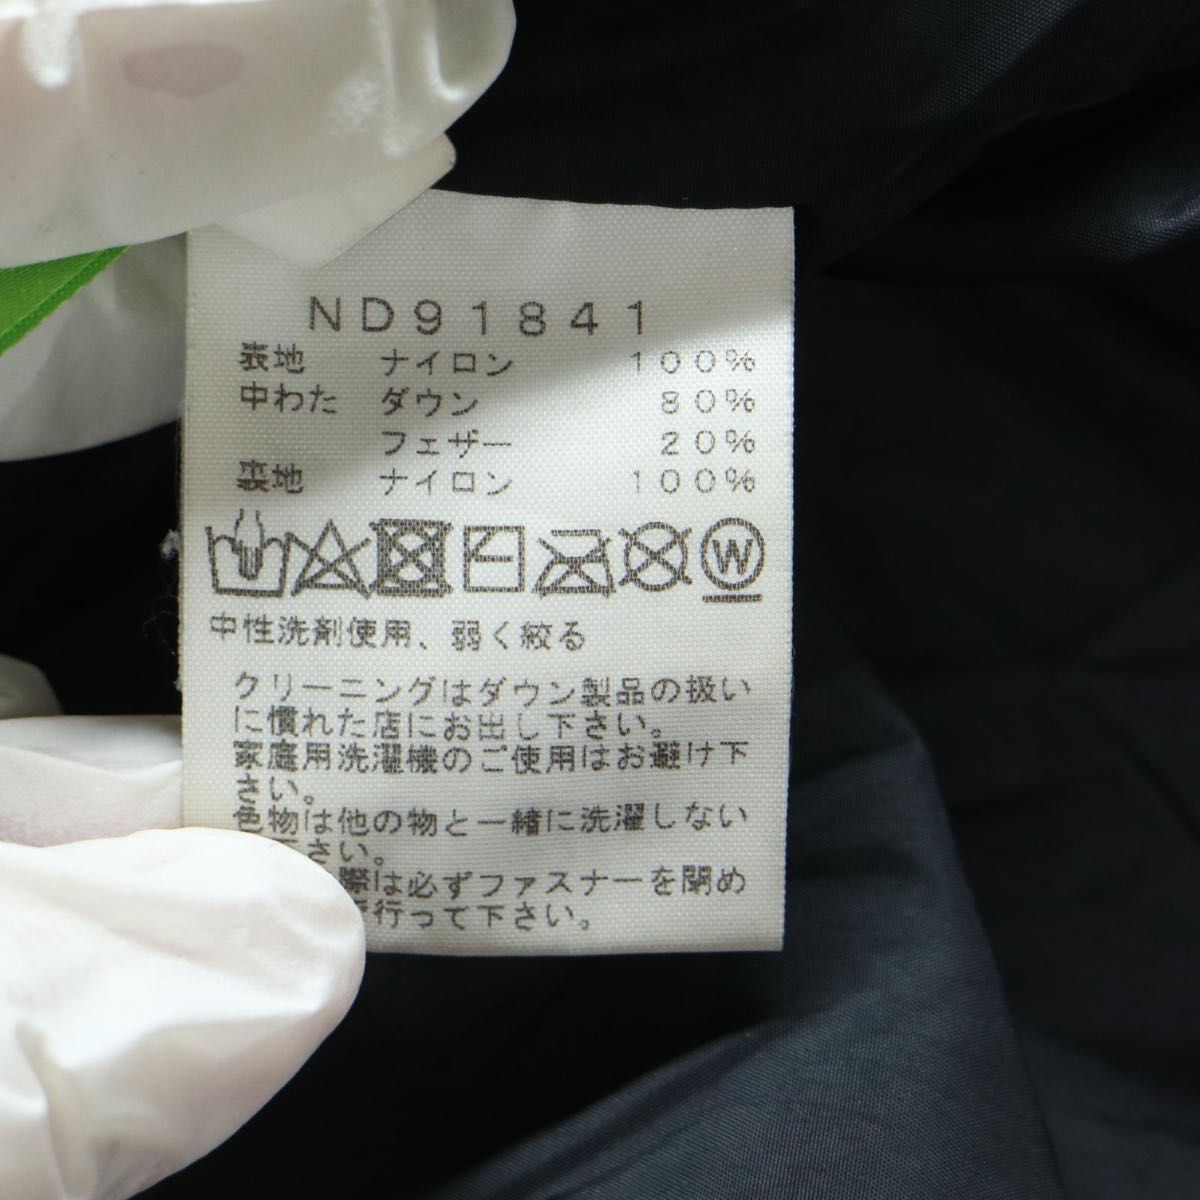 ND91841
表地 ナイロン 100%
中わた ダウン 80%
フェザー 20%
裏地 ナイロン 100%
W
中性洗剤使用、弱く絞る
クリーニングはダウン製品の扱い
に慣れた店にお出し下さい。
家庭用洗濯機のご使用はお避け下
さい。
色物は他の物と一緒に洗濯しない
さい。
際は必ずファスナーを閉め
行って下さい。